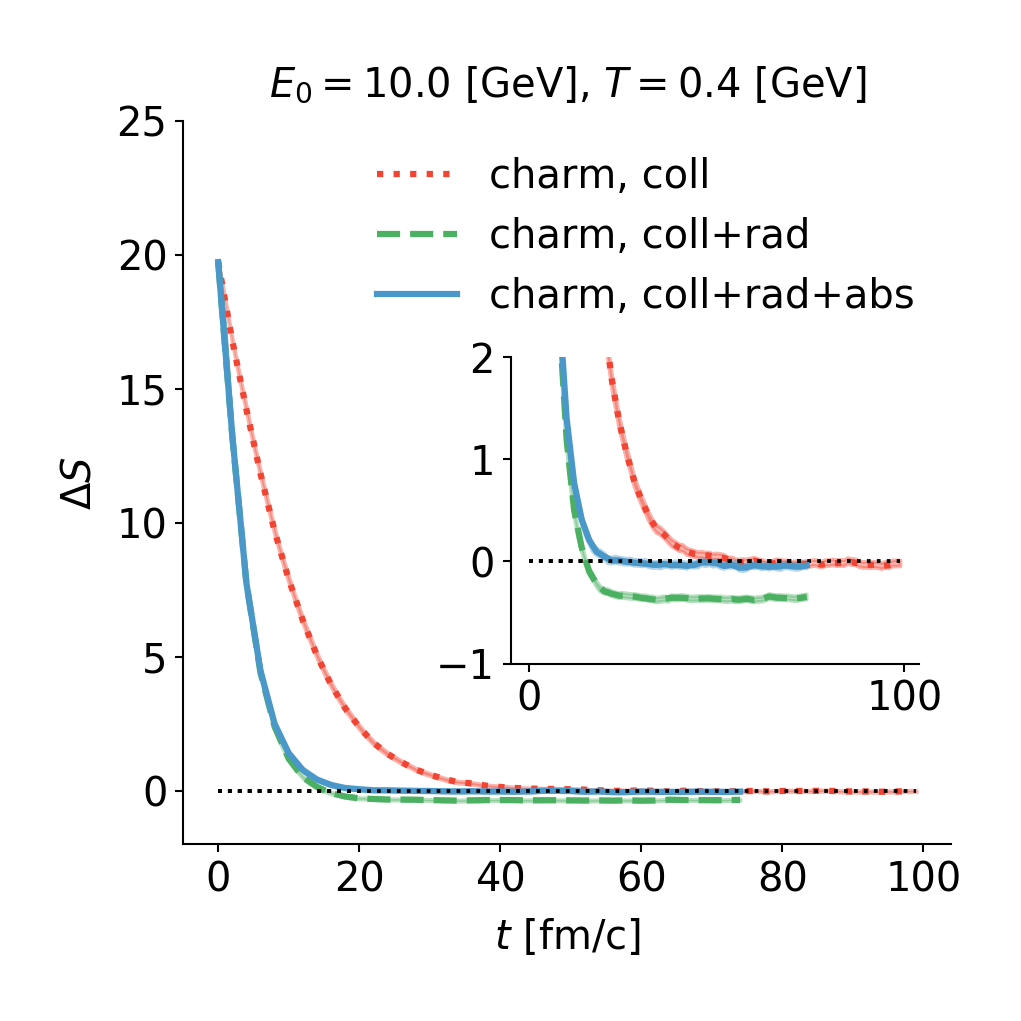 E₀ = 10.0 [GeV], T = 0.4 [GeV]
25
20
15
10
5
0
ΔS
charm, coll
charm, coll+rad
charm, coll+rad+abs
2
1
0
−1
0 100
0 20 40 60 80 100
t [fm/c]